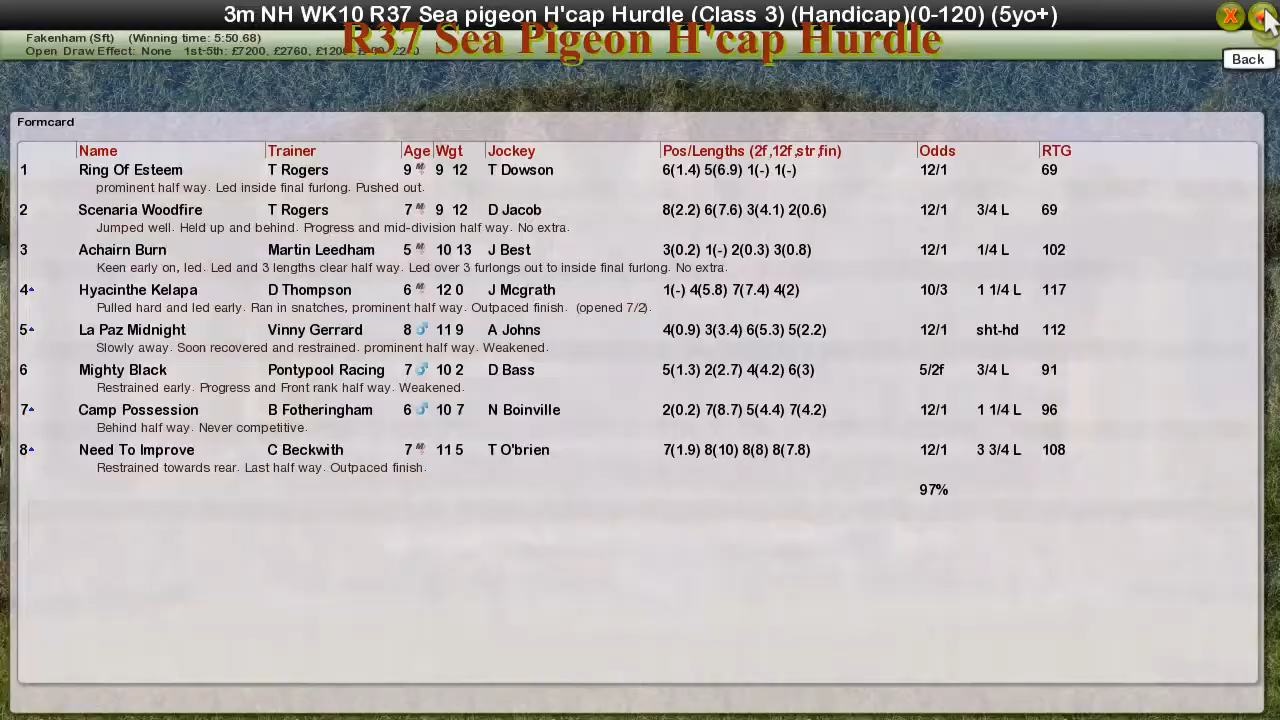 3m NH WK10 R37 Sea pigeon H'cap Hurdle (Class 3) (Handicap)(0-120) (5yo+)
R37 Sea Pigeon H'cap Hurdle
Fakenham (Sft) (Winning time: 5:50.68)
Open Draw Effect: None 1st-5th: £7200, £2760,
Back
Formcard
Name Trainer Age Wgt Jockey Pos/Lengths (2f,12f,str,fin) Odds RTG
1 Ring Of Esteem T Rogers 9 9 12 T Dowson 6(1.4) 5(6.9) 1(-) 1(-) 12/1 69
prominent half way. Led inside final furlong. Pushed out.
2 Scenaria Woodfire T Rogers 7 9 12 D Jacob 8(2.2) 6(7.6) 3(4.1) 2(0.6) 12/1 3/4 L 69
Jumped well. Held up and behind. Progress and mid-division half way. No extra.
3 Achairn Burn Martin Leedham 5 10 13 J Best 3(0.2) 1(-) 2(0.3) 3(0.8) 12/1 1/4 L 102
Keen early on, led. Led and 3 lengths clear half way. Led over 3 furlongs out to inside final furlong. No extra.
4 Hyacinthe Kelapa D Thompson 6 12 0 J Mcgrath 1(-) 4(5.8) 7(7.4) 4(2) 10/3 1 1/4 L 117
Pulled hard and led early. Ran in snatches, prominent half way. Outpaced finish. (opened 7/2).
5 La Paz Midnight Vinny Gerrard 8 11 9 A Johns 4(0.9) 3(3.4) 6(5.3) 5(2.2) 12/1 sht-hd 112
Slowly away. Soon recovered and restrained. prominent half way. Weakened.
6 Mighty Black Pontypool Racing 7 10 2 D Bass 5(1.3) 2(2.7) 4(4.2) 6(3) 5/2f 3/4 L 91
Restrained early. Progress and Front rank half way. Weakened.
7 Camp Possession B Fotheringham 6 10 7 N Boinville 2(0.2) 7(8.7) 5(4.4) 7(4.2) 12/1 1 1/4 L 96
Behind half way. Never competitive.
8 Need To Improve C Beckwith 7 11 5 T O'brien 7(1.9) 8(10) 8(8) 8(7.8) 12/1 3 3/4 L 108
Restrained towards rear. Last half way. Outpaced finish.
97%